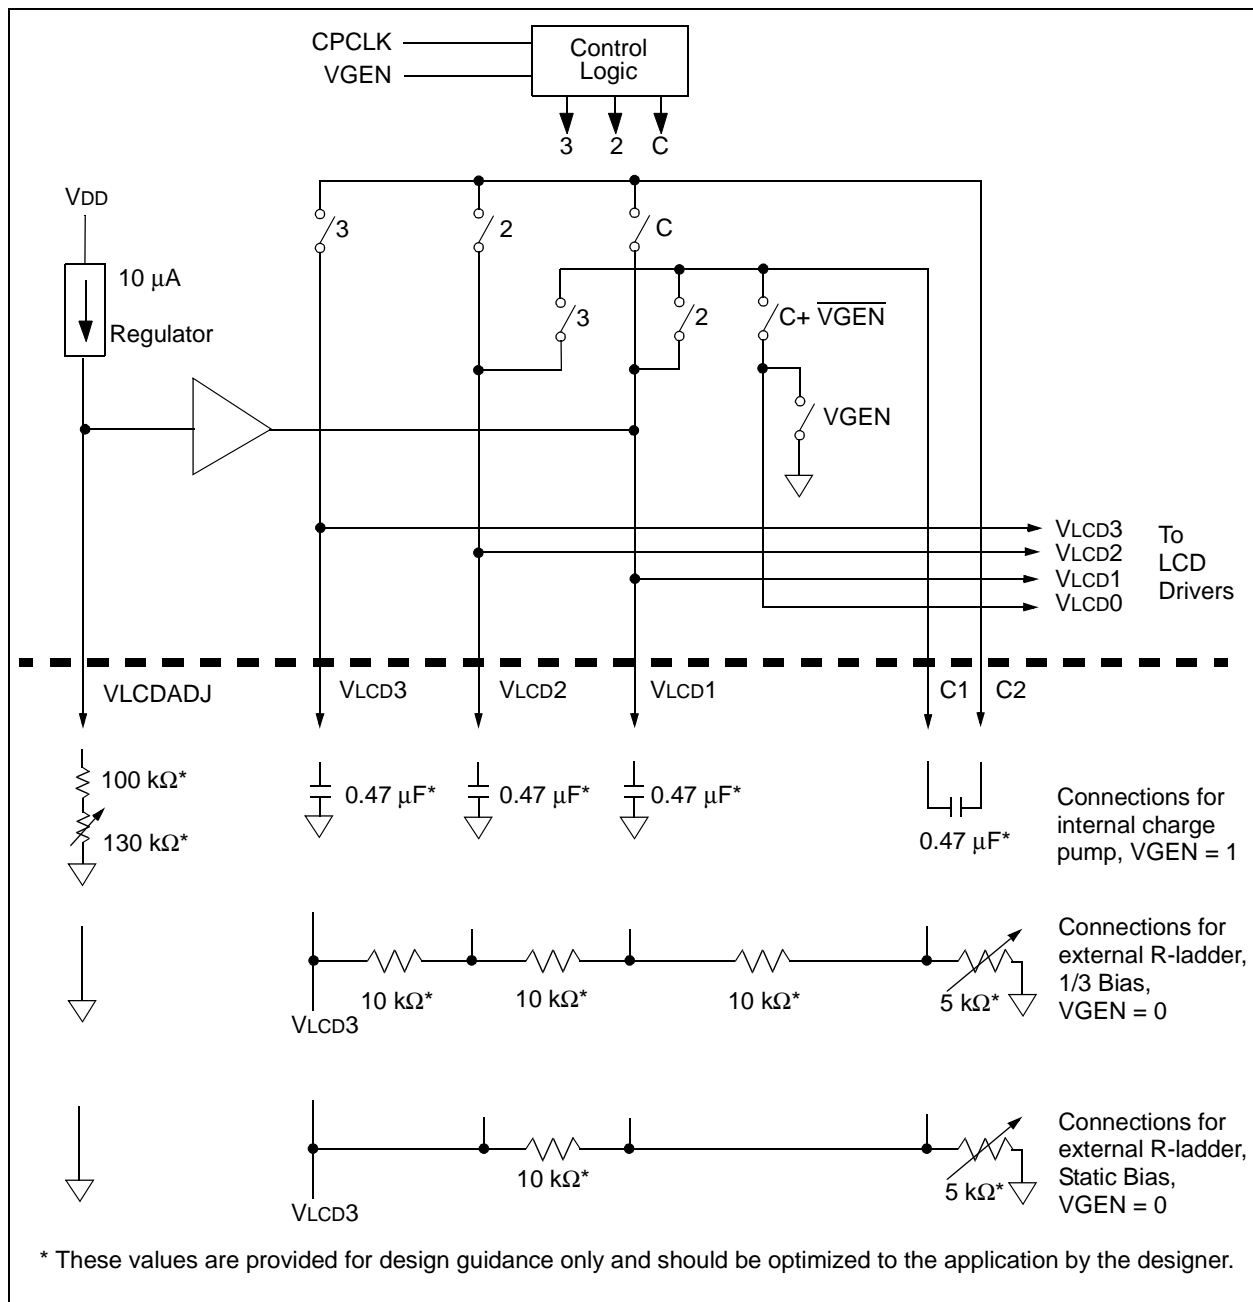 CPCLK
VGEN
Control
Logic
3 2 C
VDD
3
2
C
10 μA
Regulator
3
2
C+ V̅G̅E̅N̅
VGEN
VLCD3
VLCD2
VLCD1
VLCD0
To
LCD
Drivers
VLCDADJ
VLCD3
VLCD2
VLCD1
C1
C2
100 kΩ*
130 kΩ*
0.47 μF*
0.47 μF*
0.47 μF*
0.47 μF*
Connections for
internal charge
pump, VGEN = 1
10 kΩ*
10 kΩ*
10 kΩ*
5 kΩ*
VLCD3
Connections for
external R-ladder,
1/3 Bias,
VGEN = 0
10 kΩ*
5 kΩ*
VLCD3
Connections for
external R-ladder,
Static Bias,
VGEN = 0
* These values are provided for design guidance only and should be optimized to the application by the designer.